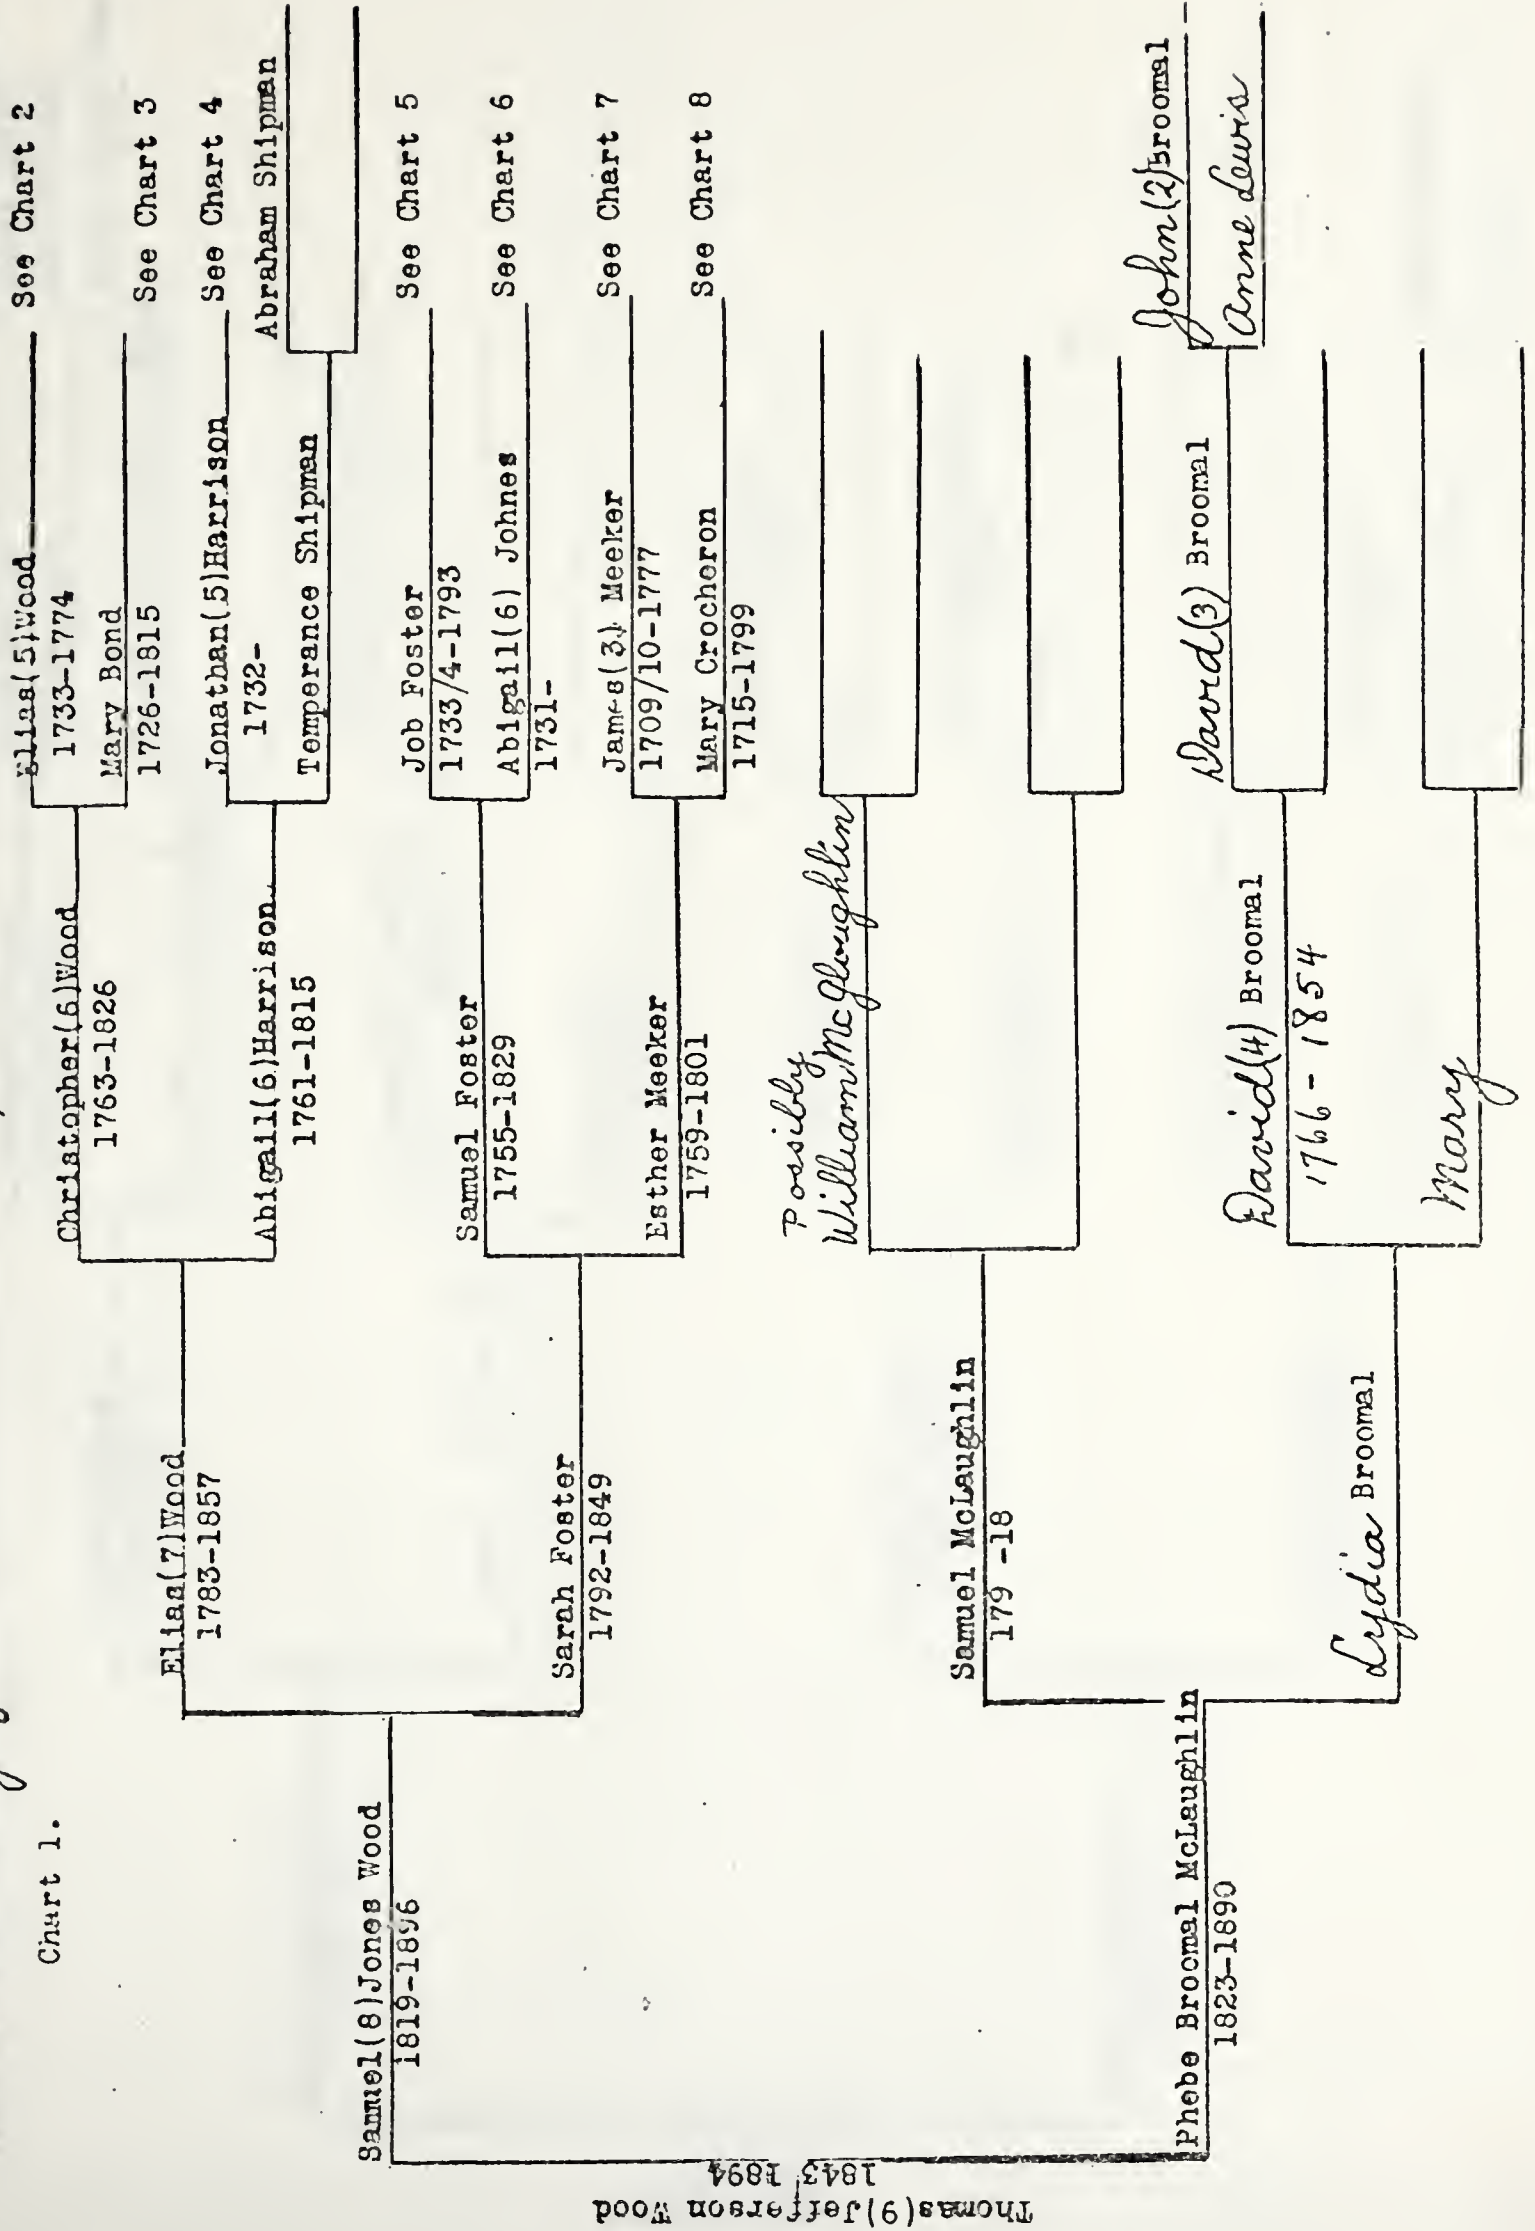 Chart 1.
Thomas(9)Jefferson Wood
1843 1894
Samuel(8)Jones Wood
1819-1896
Phebe Broomal McLaughlin
1823-1890
Elias(7)Wood
1783-1857
Sarah Foster
1792-1849
Samuel McLaughlin
179 -18
Lydia Broomal
Christopher(6)Wood
1763-1826
Abigail(6)Harrison
1761-1815
Samuel Foster
1755-1829
Esther Meeker
1759-1801
Possibly
William McGloughlin
David(4) Broomal
1766 - 1854
Mary
Elias(5)Wood
1733-1774
Mary Bond
1726-1815
Jonathan(5)Harrison
1732-
Temperance Shipman
Job Foster
1733/4-1793
Abigail(6) Johnes
1731-
James(3) Meeker
1709/10-1777
Mary Crocheron
1715-1799
David(3) Broomal
See Chart 2
See Chart 3
See Chart 4
Abraham Shipman
See Chart 5
See Chart 6
See Chart 7
See Chart 8
John(2)Broomal
Anne Lewis